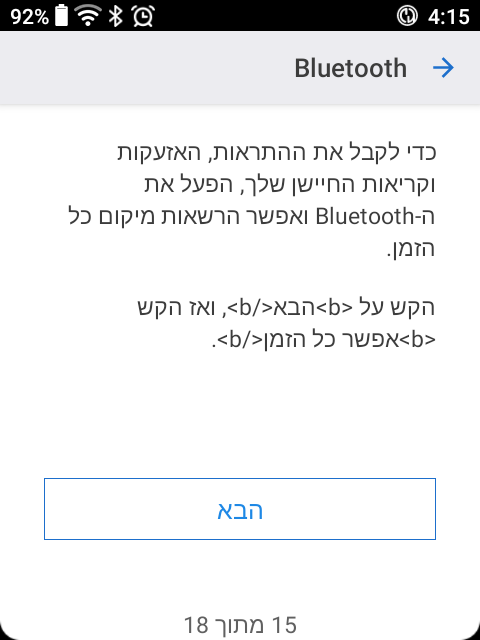 92% 4:15
Bluetooth
כדי לקבל את ההתראות, האזעקות
וקריאות החיישן שלך, הפעל את
ה-Bluetooth ואפשר הרשאות מיקום כל
הזמן.
הקש על <b>הבא</b>, ואז הקש
<b>אפשר כל הזמן</b>.
הבא
15 מתוך 18